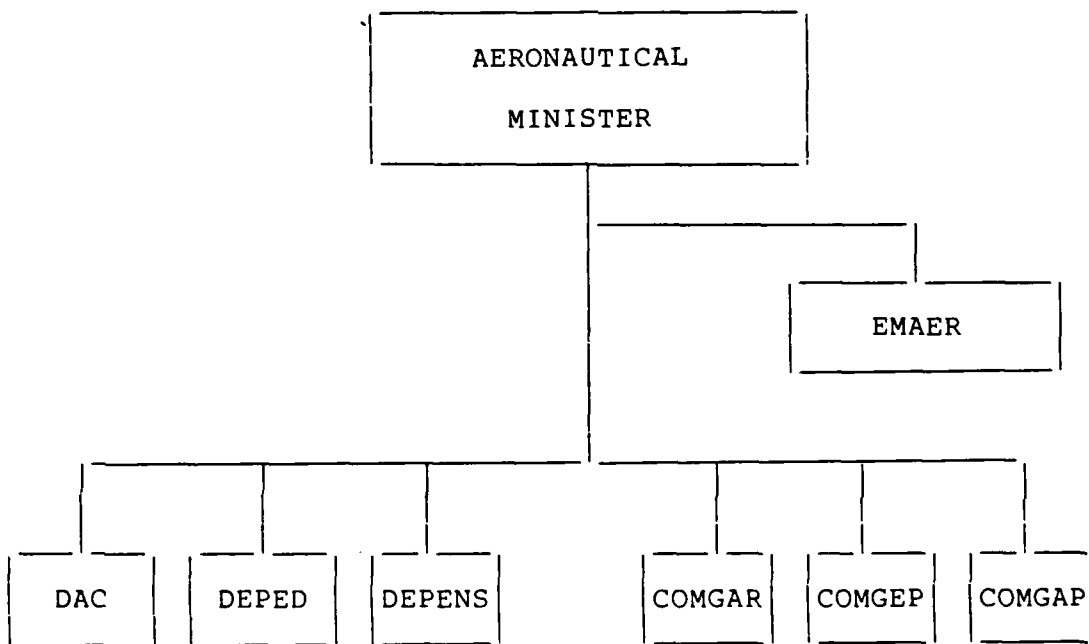 AERONAUTICAL
MINISTER
EMAER
DAC DEPED DEPENS COMGAR COMGEP COMGAP